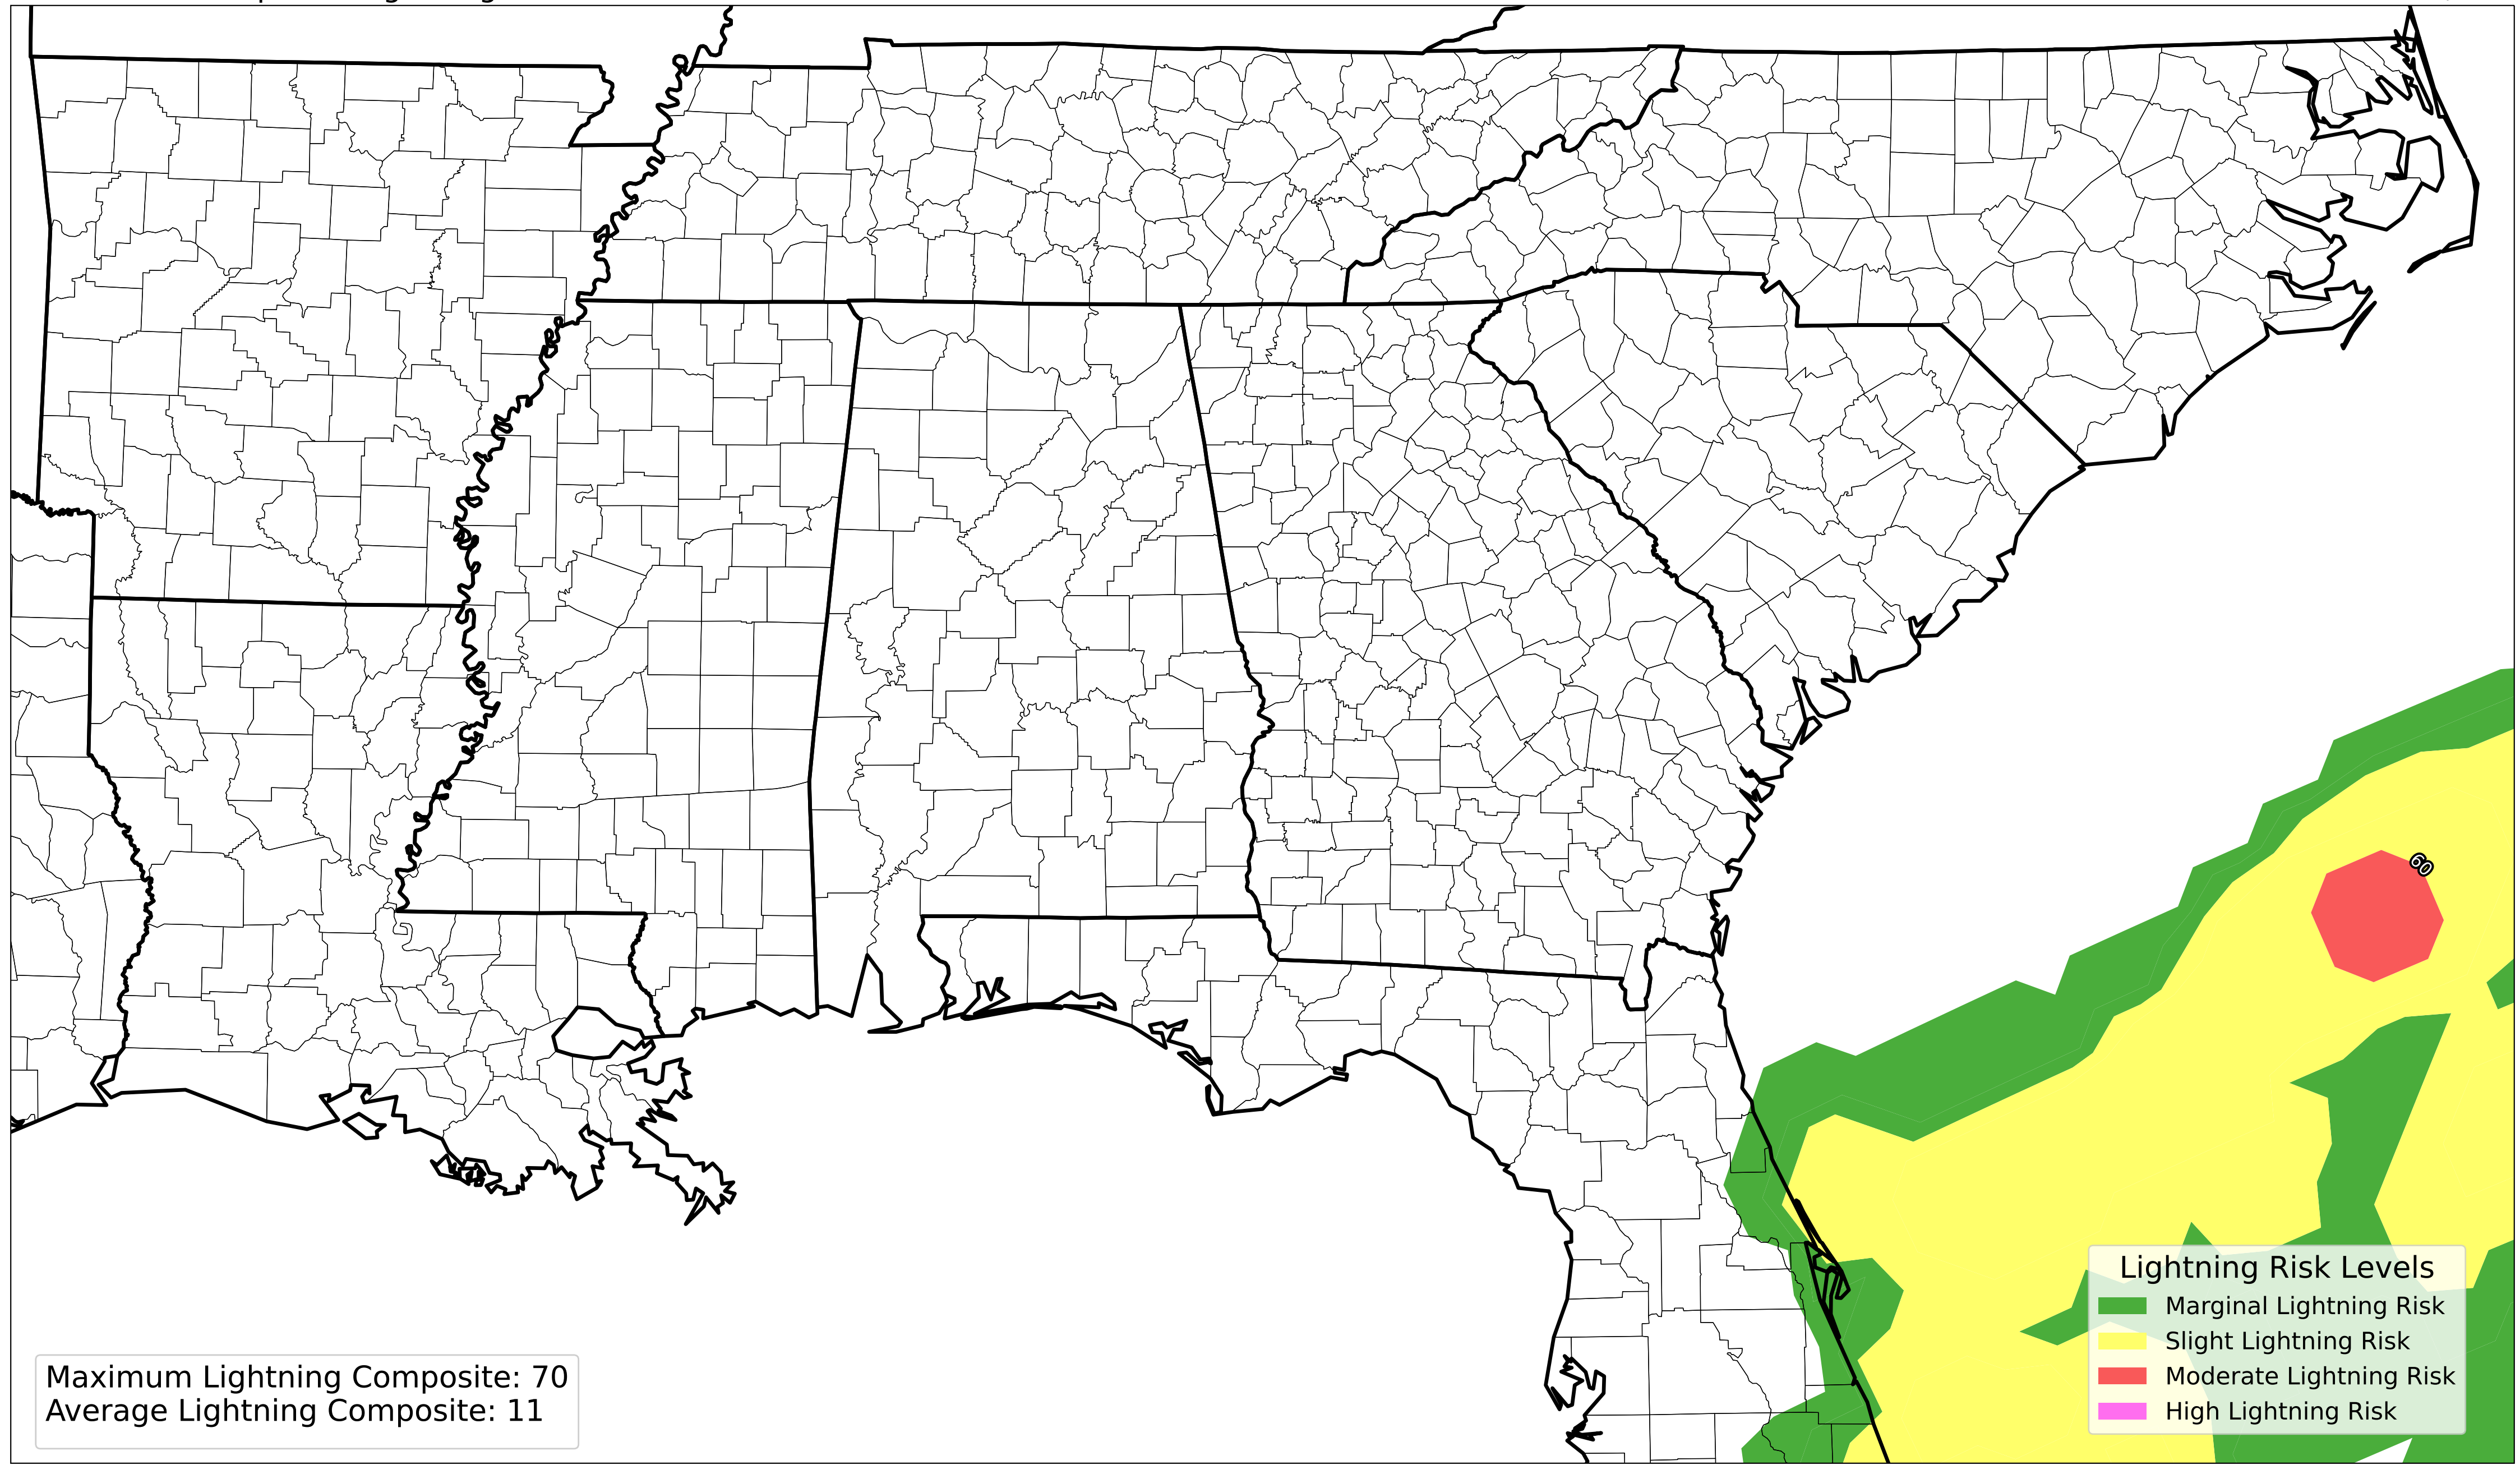 60
Lightning Risk Levels
Marginal Lightning Risk
Slight Lightning Risk
Moderate Lightning Risk
High Lightning Risk
Maximum Lightning Composite: 70
Average Lightning Composite: 11